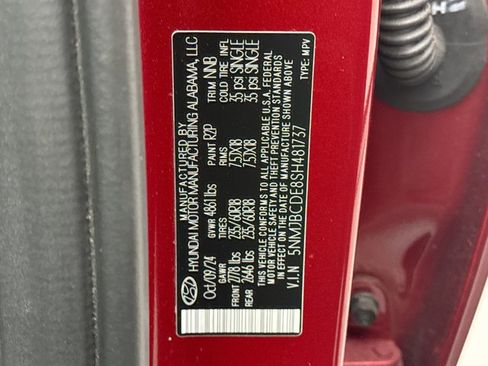 MANUFACTURED BY
HYUNDAI MOTOR MANUFACTURING ALABAMA, LLC
Oct/09/24 GVWR 4861 lbs PAINT R2P TRIM NNB
GAWR TIRES RIMS COLD TIRE INFL
FRONT 2778 lbs 235/60R18 7.5JX18 35 psi SINGLE
REAR 2646 lbs 235/60R18 7.5JX18 35 psi SINGLE
THIS VEHICLE CONFORMS TO ALL APPLICABLE U.S.A. FEDERAL
MOTOR VEHICLE SAFETY AND THEFT PREVENTION STANDARDS
IN EFFECT ON THE DATE OF MANUFACTURE SHOWN ABOVE
V.I.N 5NMJBCDE8SH481737 TYPE: MPV